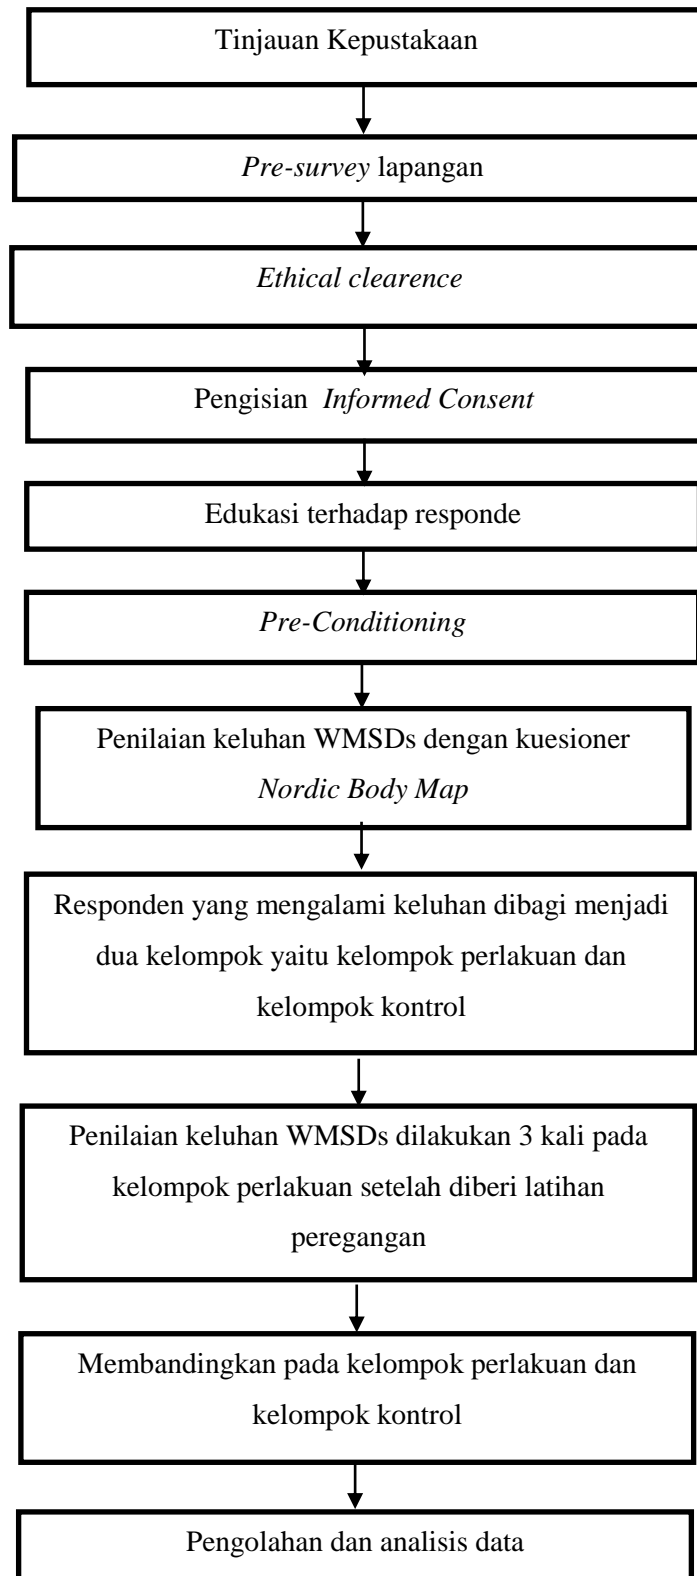 Tinjauan Kepustakaan
Pre-survey lapangan
Ethical clearence
Pengisian Informed Consent
Edukasi terhadap responde
Pre-Conditioning
Penilaian keluhan WMSDs dengan kuesioner
Nordic Body Map
Responden yang mengalami keluhan dibagi menjadi
dua kelompok yaitu kelompok perlakuan dan
kelompok kontrol
Penilaian keluhan WMSDs dilakukan 3 kali pada
kelompok perlakuan setelah diberi latihan
peregangan
Membandingkan pada kelompok perlakuan dan
kelompok kontrol
Pengolahan dan analisis data